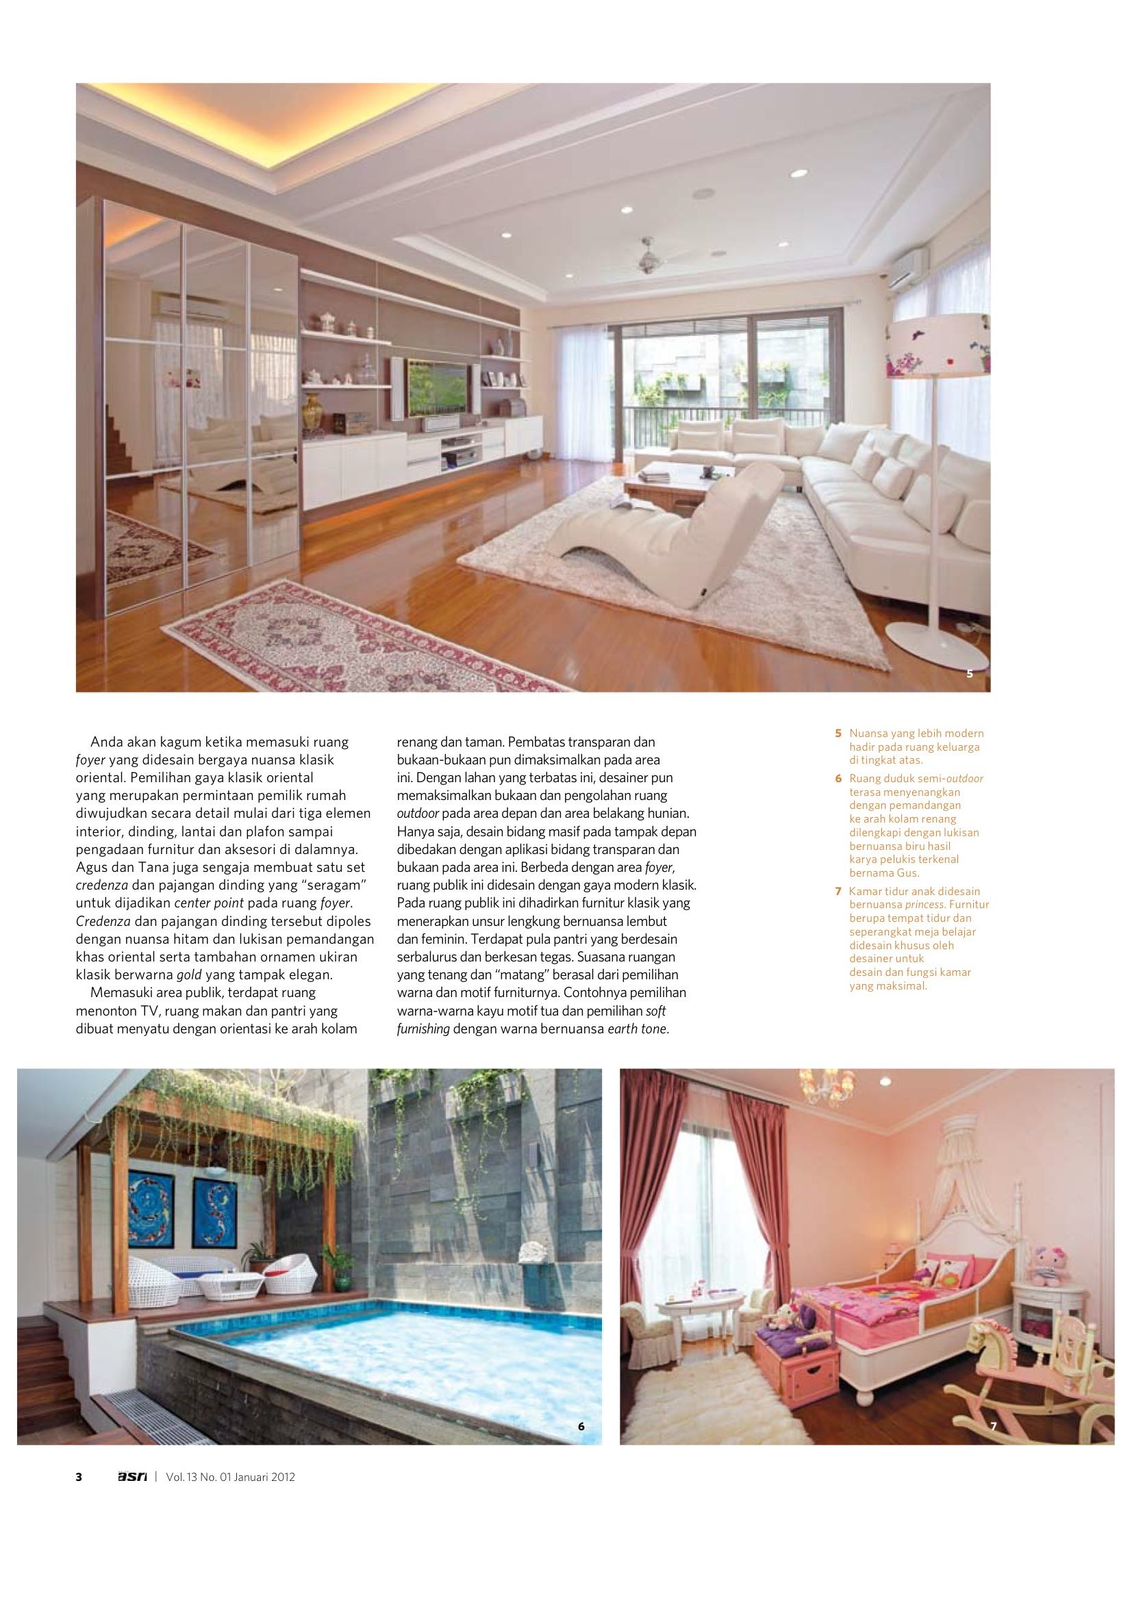 5
Anda akan kagum ketika memasuki ruang
foyer yang didesain bergaya nuansa klasik
oriental. Pemilihan gaya klasik oriental
yang merupakan permintaan pemilik rumah
diwujudkan secara detail mulai dari tiga elemen
interior, dinding, lantai dan plafon sampai
pengadaan furnitur dan aksesori di dalamnya.
Agus dan Tana juga sengaja membuat satu set
credenza dan pajangan dinding yang “seragam”
untuk dijadikan center point pada ruang foyer.
Credenza dan pajangan dinding tersebut dipoles
dengan nuansa hitam dan lukisan pemandangan
khas oriental serta tambahan ornamen ukiran
klasik berwarna gold yang tampak elegan.
Memasuki area publik, terdapat ruang
menonton TV, ruang makan dan pantri yang
dibuat menyatu dengan orientasi ke arah kolam
renang dan taman. Pembatas transparan dan
bukaan-bukaan pun dimaksimalkan pada area
ini. Dengan lahan yang terbatas ini, desainer pun
memaksimalkan bukaan dan pengolahan ruang
outdoor pada area depan dan area belakang hunian.
Hanya saja, desain bidang masif pada tampak depan
dibedakan dengan aplikasi bidang transparan dan
bukaan pada area ini. Berbeda dengan area foyer,
ruang publik ini didesain dengan gaya modern klasik.
Pada ruang publik ini dihadirkan furnitur klasik yang
menerapkan unsur lengkung bernuansa lembut
dan feminin. Terdapat pula pantri yang berdesain
serbalurus dan berkesan tegas. Suasana ruangan
yang tenang dan “matang” berasal dari pemilihan
warna dan motif furniturnya. Contohnya pemilihan
warna-warna kayu motif tua dan pemilihan soft
furnishing dengan warna bernuansa earth tone.
5 Nuansa yang lebih modern
hadir pada ruang keluarga
di tingkat atas.
6 Ruang duduk semi-outdoor
terasa menyenangkan
dengan pemandangan
ke arah kolam renang
dilengkapi dengan lukisan
bernuansa biru hasil
karya pelukis terkenal
bernama Gus.
7 Kamar tidur anak didesain
bernuansa princess. Furnitur
berupa tempat tidur dan
seperangkat meja belajar
didesain khusus oleh
desainer untuk
desain dan fungsi kamar
yang maksimal.
6
7
3 asri | Vol. 13 No. 01 Januari 2012